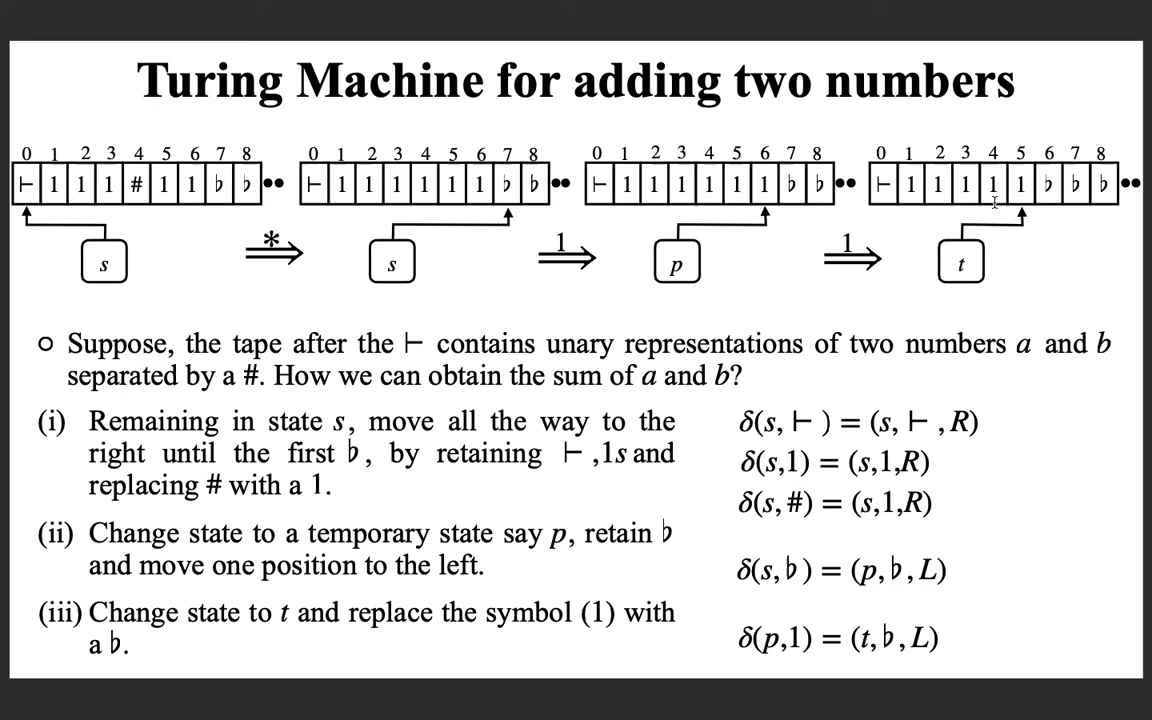 Turing Machine for adding two numbers
0 1 2 3 4 5 6 7 8
⊢ 1 1 1 # 1 1 ♭ ♭ ••
s
*
⟹
0 1 2 3 4 5 6 7 8
⊢ 1 1 1 1 1 1 ♭ ♭ ••
s
1
⟹
0 1 2 3 4 5 6 7 8
⊢ 1 1 1 1 1 1 ♭ ♭ ••
p
1
⟹
0 1 2 3 4 5 6 7 8
⊢ 1 1 1 1 1 ♭ ♭ ♭ ••
t
○ Suppose, the tape after the ⊢ contains unary representations of two numbers a and b
separated by a #. How we can obtain the sum of a and b?
(i) Remaining in state s, move all the way to the
right until the first ♭, by retaining ⊢,1s and
replacing # with a 1.
δ(s,⊢) = (s,⊢,R)
δ(s,1) = (s,1,R)
δ(s,#) = (s,1,R)
(ii) Change state to a temporary state say p, retain ♭
and move one position to the left.
δ(s,♭) = (p,♭,L)
(iii) Change state to t and replace the symbol (1) with
a ♭.
δ(p,1) = (t,♭,L)